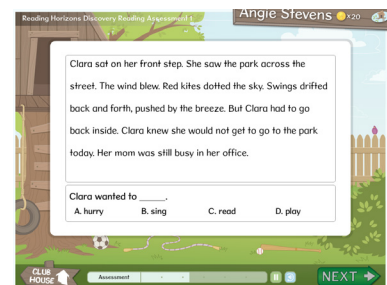 Reading Horizons Discovery Reading Assessment 1
Angie Stevens x20
Clara sat on her front step. She saw the park across the
street. The wind blew. Red kites dotted the sky. Swings drifted
back and forth, pushed by the breeze. But Clara had to go
back inside. Clara knew she would not get to go to the park
today. Her mom was still busy in her office.
Clara wanted to _____.
A. hurry B. sing C. read D. play
CLUB
HOUSE
Assessment
NEXT